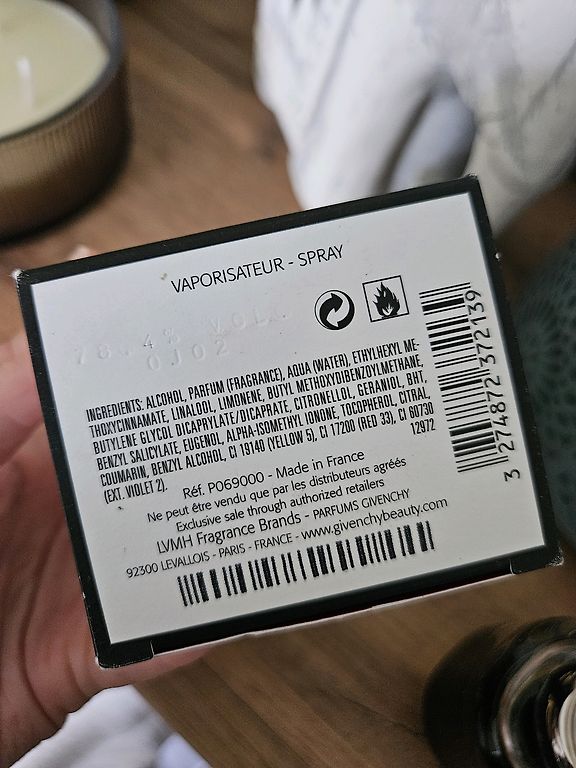 VAPORISATEUR - SPRAY
78.4% VOL.
0J02
INGREDIENTS: ALCOHOL, PARFUM (FRAGRANCE), AQUA (WATER), ETHYLHEXYL ME-
THOXYCINNAMATE, LINALOOL, LIMONENE, BUTYL METHOXYDIBENZOYLMETHANE,
BUTYLENE GLYCOL DICAPRYLATE/DICAPRATE, CITRONELLOL, GERANIOL, BHT,
BENZYL SALICYLATE, EUGENOL, ALPHA-ISOMETHYL IONONE, TOCOPHEROL, CITRAL,
COUMARIN, BENZYL ALCOHOL, CI 19140 (YELLOW 5), CI 17200 (RED 33), CI 60730
(EXT. VIOLET 2).
12972
Réf. P069000 - Made in France
Ne peut être vendu que par les distributeurs agréés
Exclusive sale through authorized retailers
LVMH Fragrance Brands - PARFUMS GIVENCHY
92300 LEVALLOIS - PARIS - FRANCE - www.givenchybeauty.com
3 274872 372139